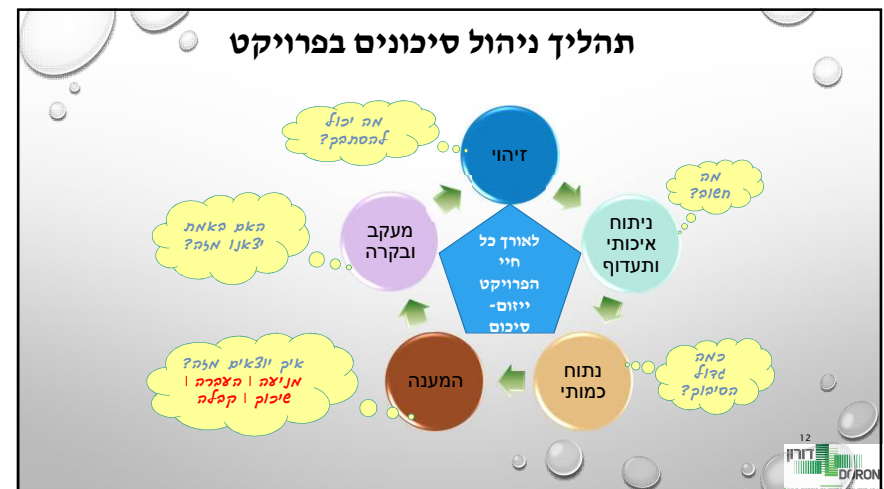 תהליך ניהול סיכונים בפרויקט
מה יכול
להסתבך?
זיהוי
מה
חשוב?
ניתוח
איכותי
ותעדוף
כמה
גדול
הסיבוך?
נתוח
כמותי
המענה
איך יוצאים מזה?
מניעה | העברה |
שיכוך | קבלה
מעקב
ובקרה
האם באמת
יצאנו מזה?
לאורך כל
חיי
הפרויקט
ייזום-
סיכום
12
דורון
DORON